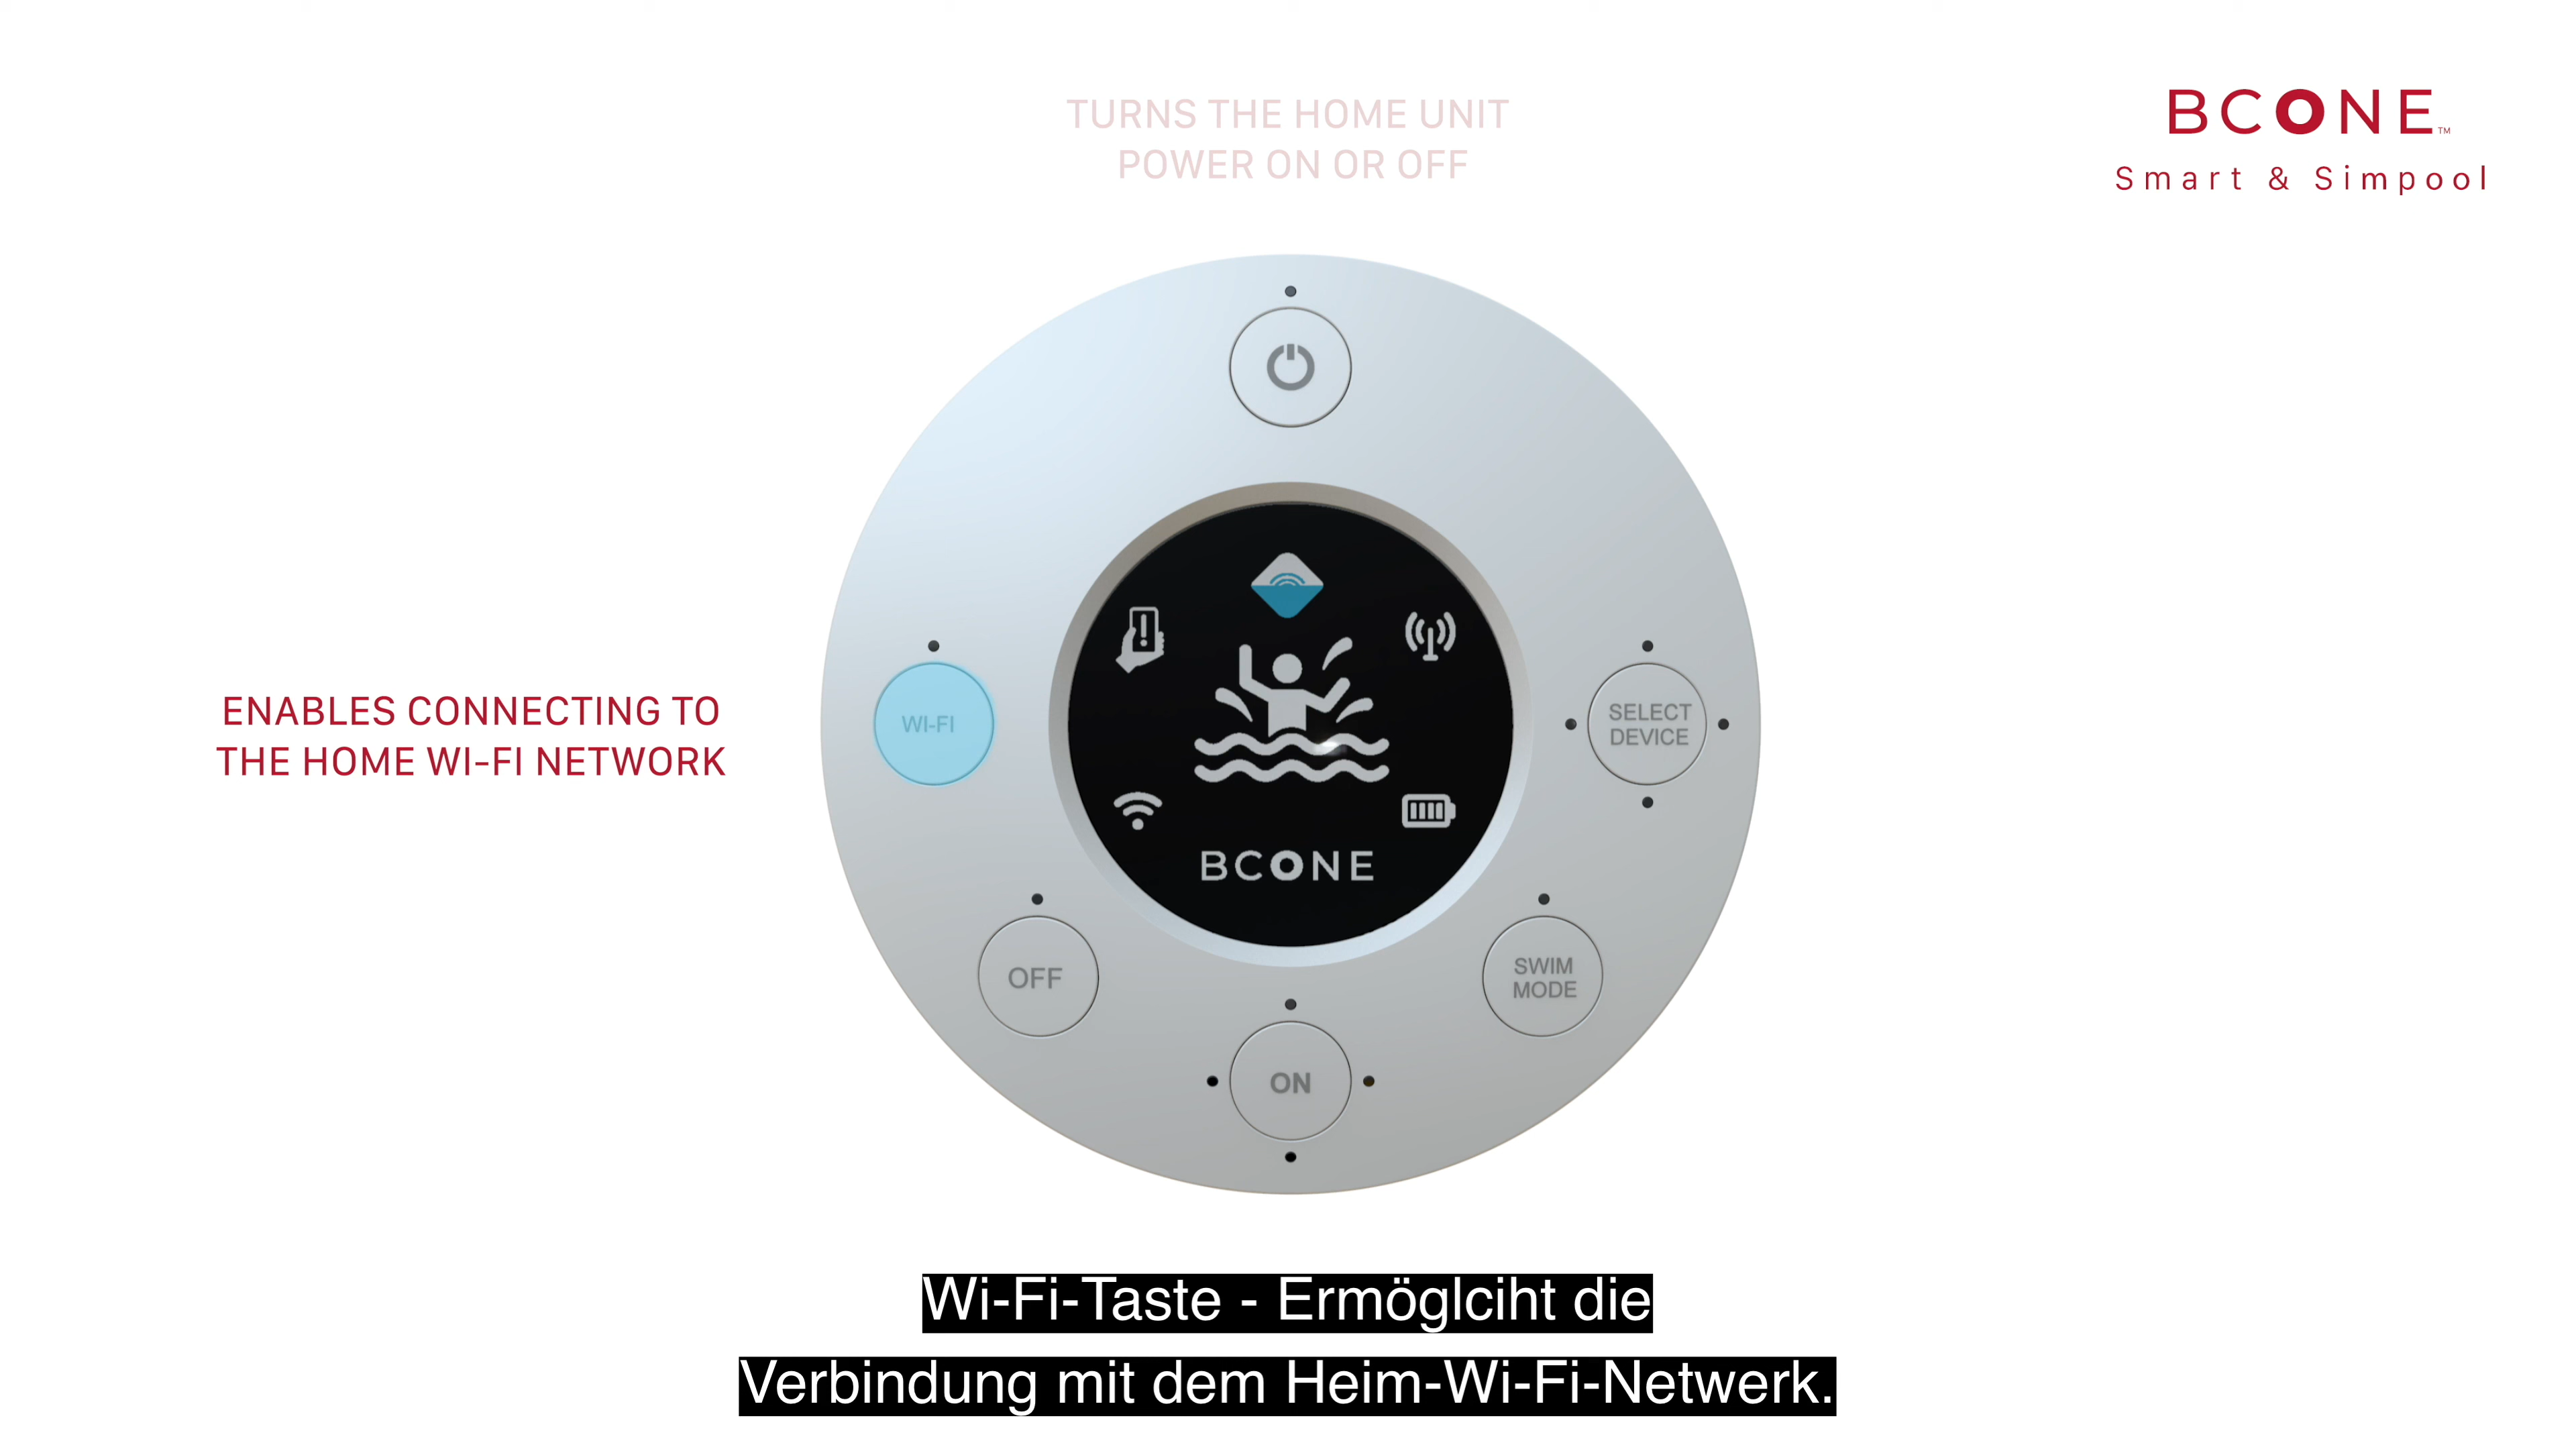 TURNS THE HOME UNIT
POWER ON OR OFF
BCONE™
Smart & Simpool
ENABLES CONNECTING TO
THE HOME WI-FI NETWORK
WI-FI
SELECT
DEVICE
BCONE
OFF
SWIM
MODE
ON
Wi-Fi-Taste - Ermöglciht die
Verbindung mit dem Heim-Wi-Fi-Netwerk.